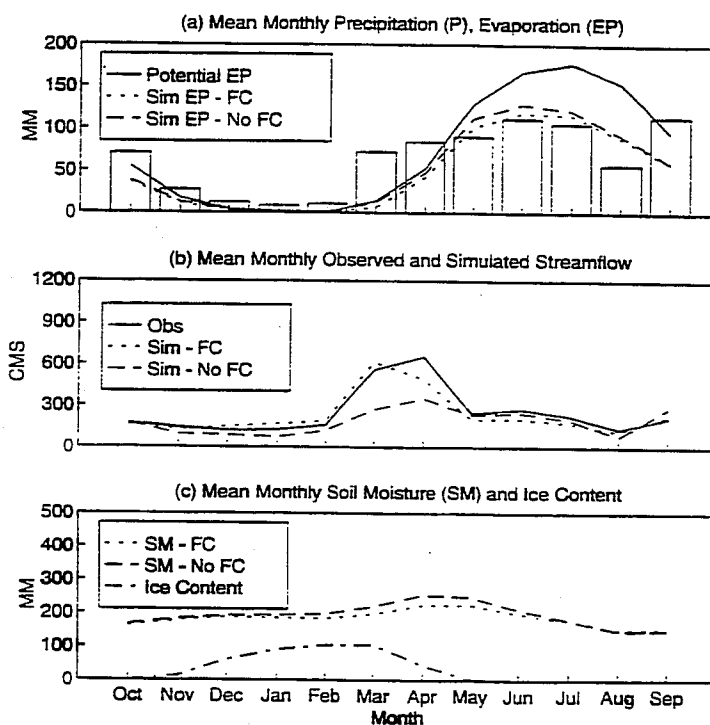 (a) Mean Monthly Precipitation (P), Evaporation (EP)
200
150
100
50
0
MM
Potential EP
Sim EP - FC
Sim EP - No FC
(b) Mean Monthly Observed and Simulated Streamflow
1200
900
600
300
0
CMS
Obs
Sim - FC
Sim - No FC
(c) Mean Monthly Soil Moisture (SM) and Ice Content
500
400
300
200
100
0
MM
SM - FC
SM - No FC
Ice Content
Oct Nov Dec Jan Feb Mar Apr May Jun Jul Aug Sep
Month